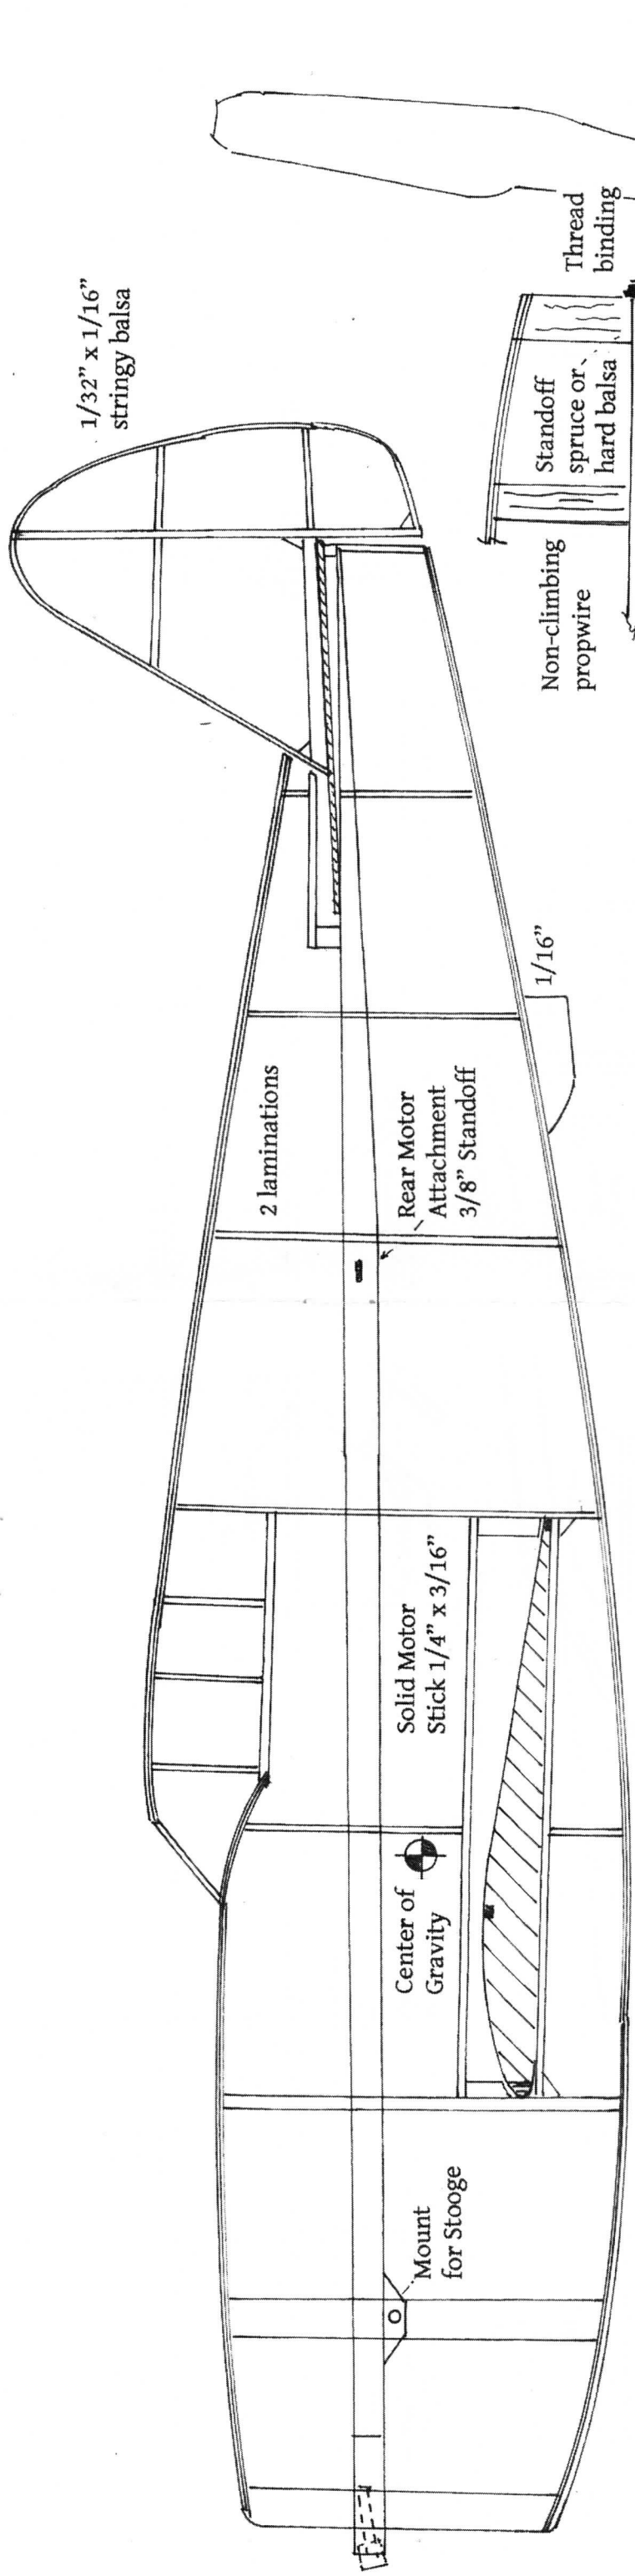 1/32” x 1/16”
stringy balsa
Thread
binding
Standoff
spruce or
hard balsa
Non-climbing
propwire
1/16”
2 laminations
Rear Motor
Attachment
3/8” Standoff
Solid Motor
Stick 1/4” x 3/16”
Center of
Gravity
Mount
for Stooge